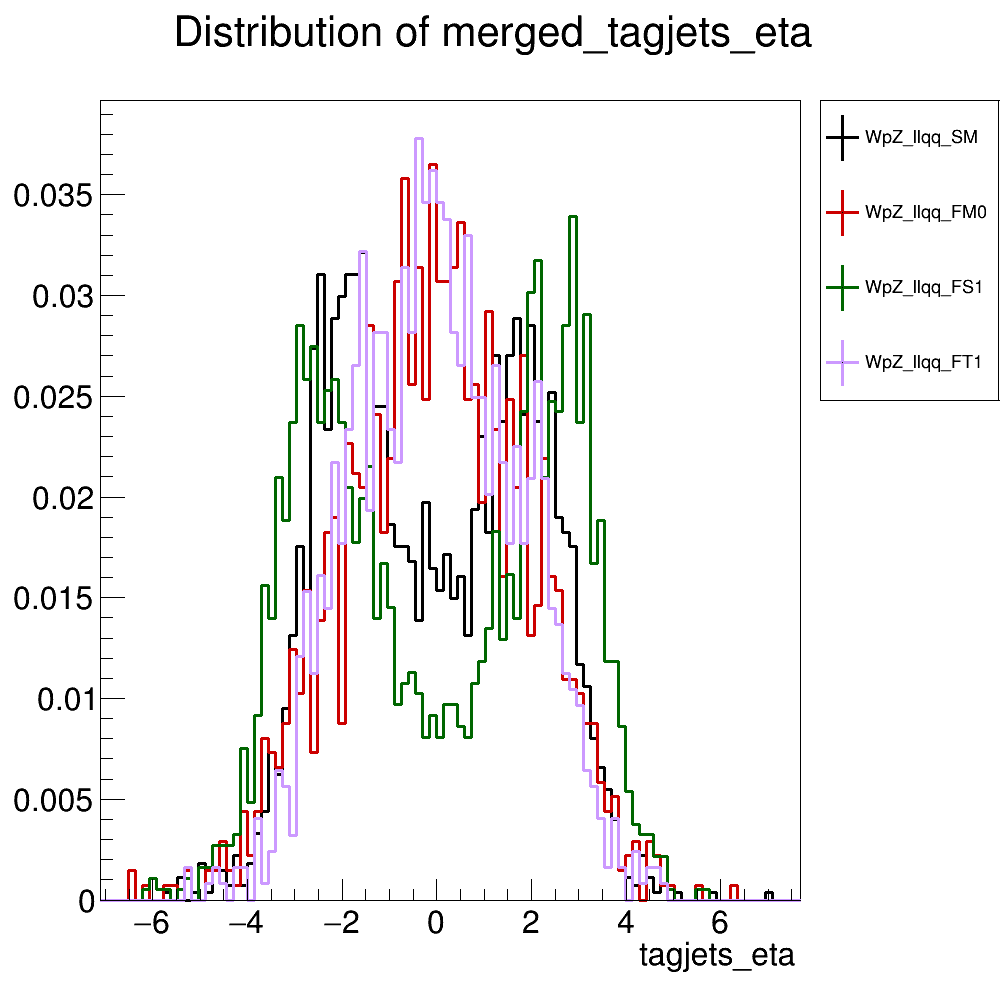 Distribution of merged_tagjets_eta
WpZ_llqq_SM
WpZ_llqq_FM0
WpZ_llqq_FS1
WpZ_llqq_FT1
0.035
0.03
0.025
0.02
0.015
0.01
0.005
0
−6 −4 −2 0 2 4 6
tagjets_eta